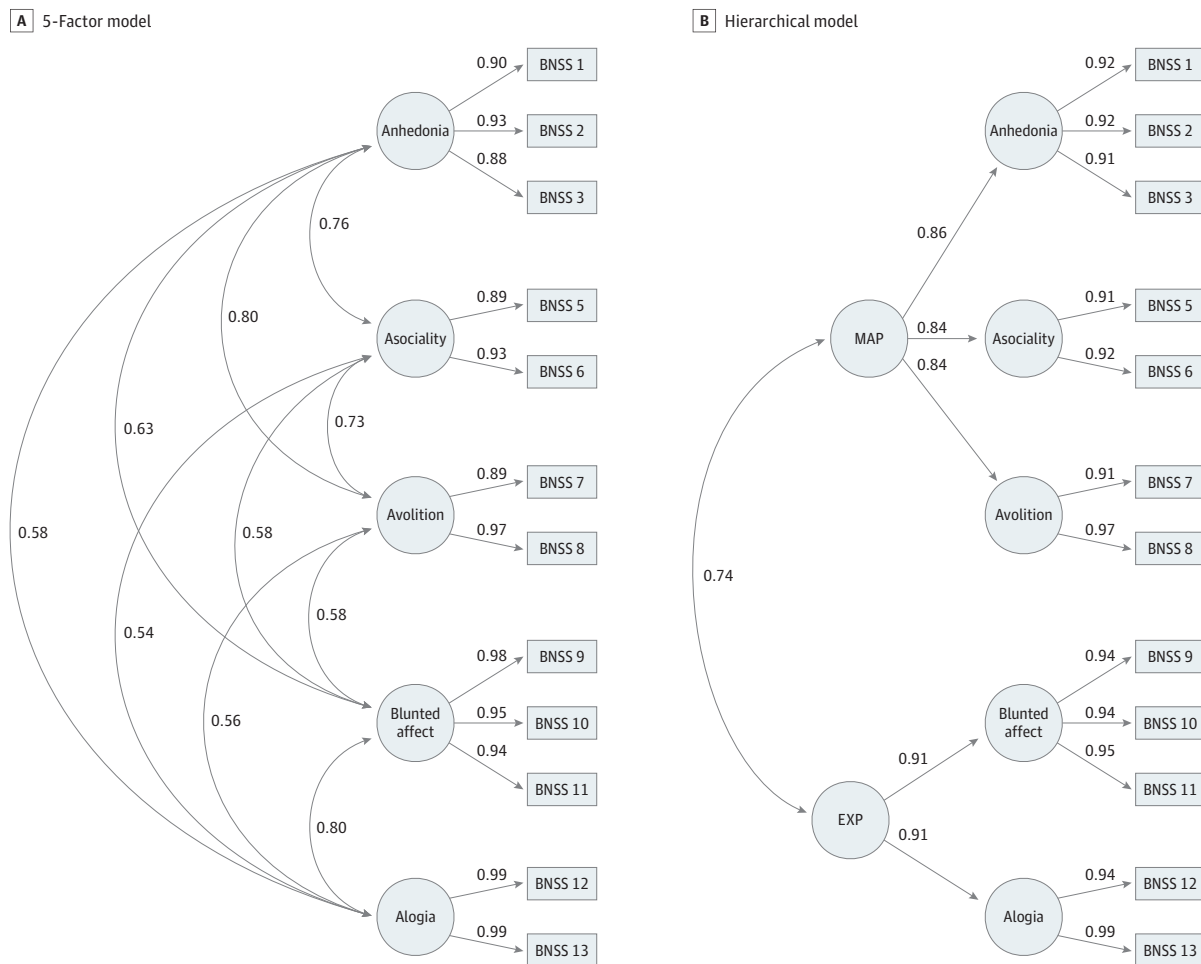 A 5-Factor model
0.90
BNSS 1
Anhedonia
0.93
BNSS 2
0.88
BNSS 3
0.76
0.89
BNSS 5
0.80
Asociality
0.93
BNSS 6
0.73
0.63
0.89
BNSS 7
Avolition
0.58
0.58
0.97
BNSS 8
0.58
0.54
0.98
BNSS 9
0.56
Blunted
affect
0.95
BNSS 10
0.94
BNSS 11
0.80
0.99
BNSS 12
Alogia
0.99
BNSS 13
B Hierarchical model
0.92
BNSS 1
Anhedonia
0.92
BNSS 2
0.91
BNSS 3
0.86
0.91
BNSS 5
MAP
0.84
Asociality
0.92
BNSS 6
0.84
0.91
BNSS 7
Avolition
0.97
BNSS 8
0.74
0.94
BNSS 9
Blunted
affect
0.94
BNSS 10
0.91
0.95
BNSS 11
EXP
0.91
0.94
BNSS 12
Alogia
0.99
BNSS 13